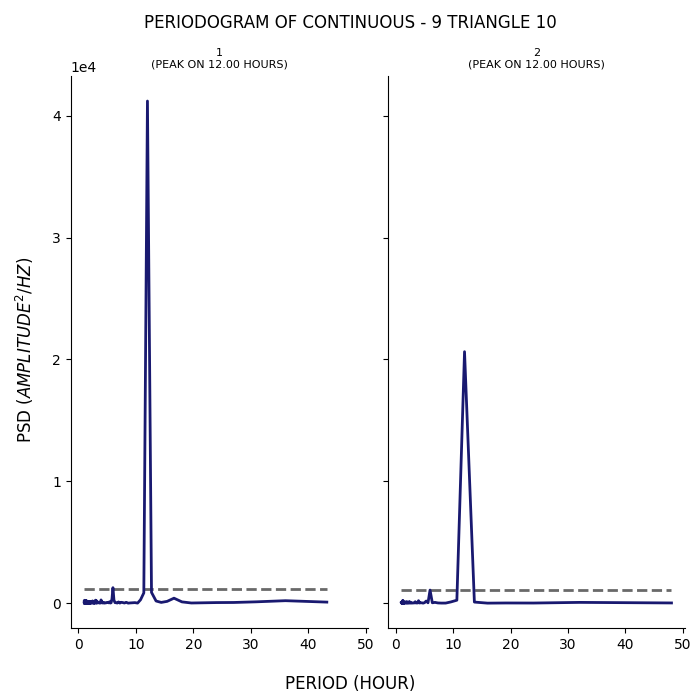 PERIODOGRAM OF CONTINUOUS - 9 TRIANGLE 10
1
(PEAK ON 12.00 HOURS)
2
(PEAK ON 12.00 HOURS)
1e4
4
3
2
1
0
PSD (AMPLITUDE²/HZ)
0 10 20 30 40 50
0 10 20 30 40 50
PERIOD (HOUR)